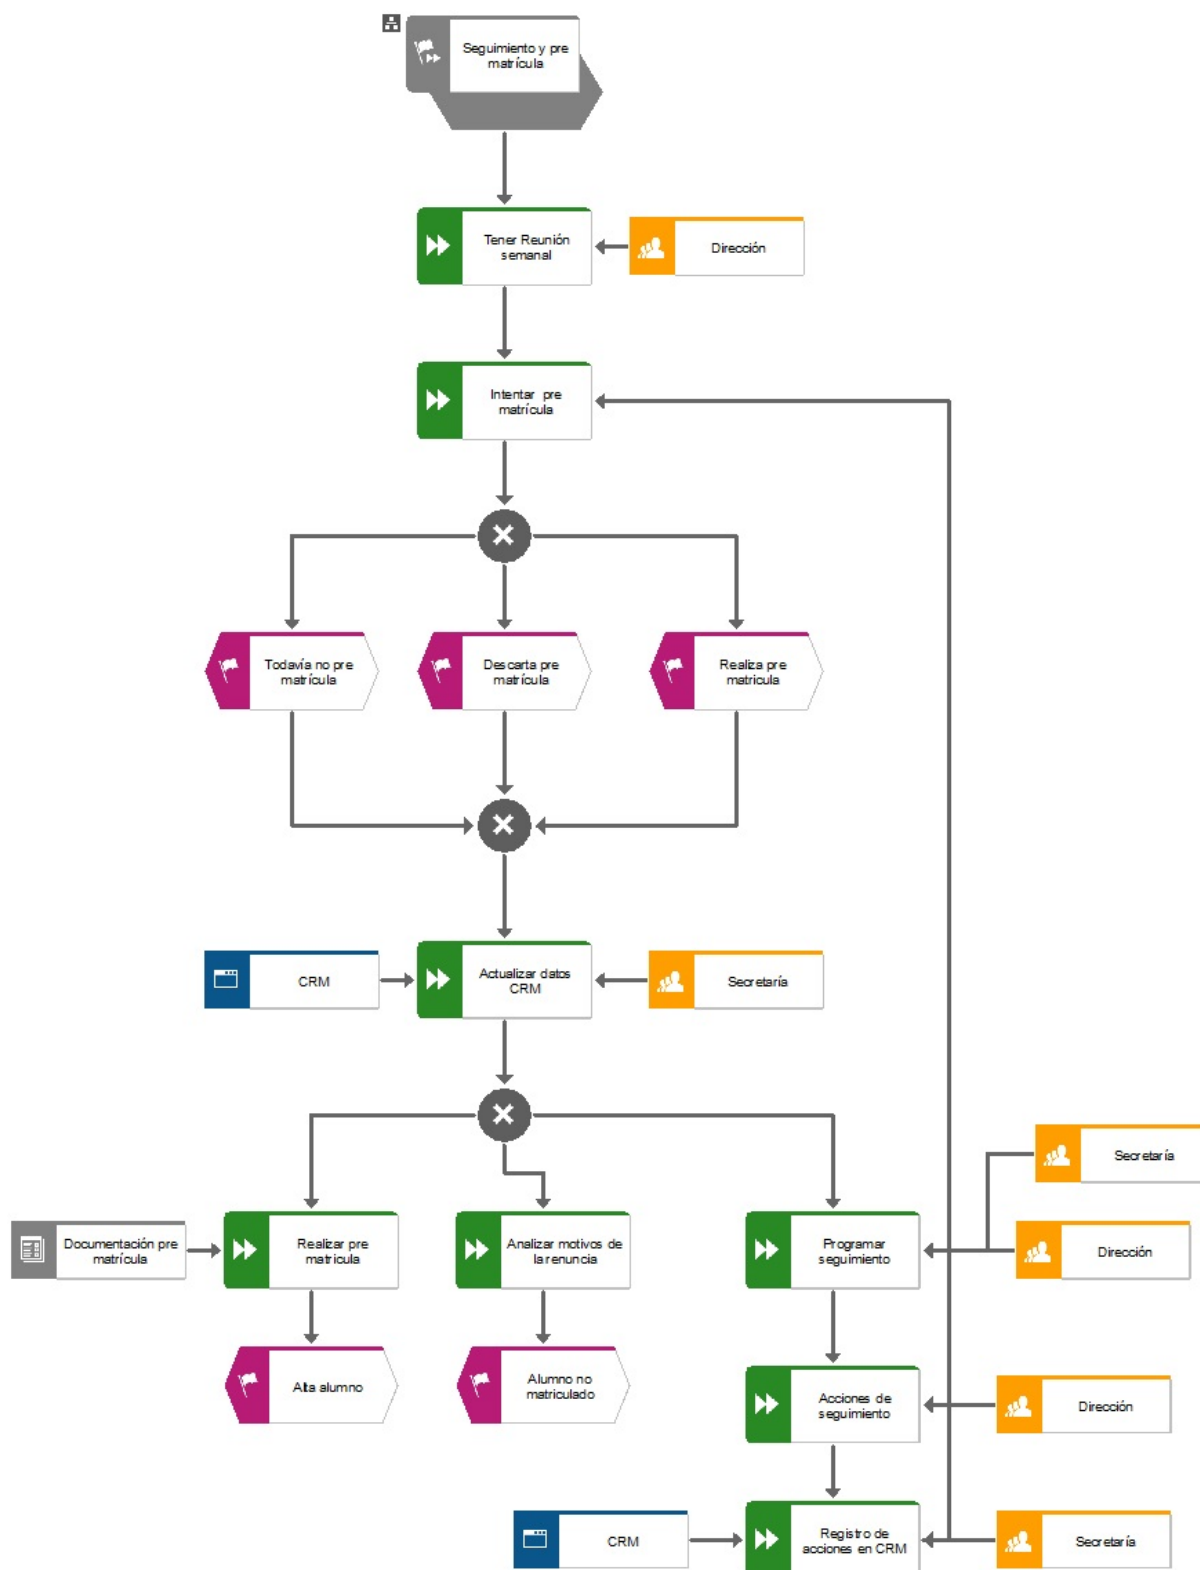 Seguimiento y pre
matrícula
Tener Reunión
semanal
Dirección
Intentar pre
matrícula
Todavía no pre
matrícula
Descarta pre
matrícula
Realiza pre
matricula
CRM
Actualizar datos
CRM
Secretaría
Secretaría
Documentación pre
matrícula
Realizar pre
matrícula
Analizar motivos de
la renuncia
Programar
seguimiento
Dirección
Alta alumno
Alumno no
matriculado
Acciones de
seguimiento
Dirección
CRM
Registro de
acciones en CRM
Secretaría